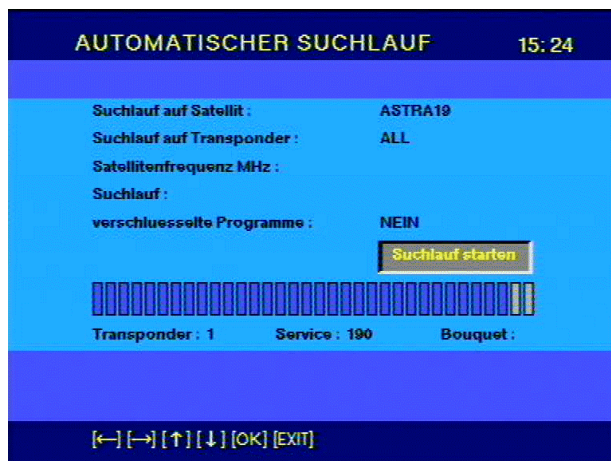 AUTOMATISCHER SUCHLAUF 15:24
Suchlauf auf Satellit : ASTRA19
Suchlauf auf Transponder : ALL
Satellitenfrequenz MHz :
Suchlauf :
verschluesselte Programme : NEIN
Suchlauf starten
Transponder : 1 Service : 190 Bouquet :
[←] [→] [↑] [↓] [OK] [EXIT]